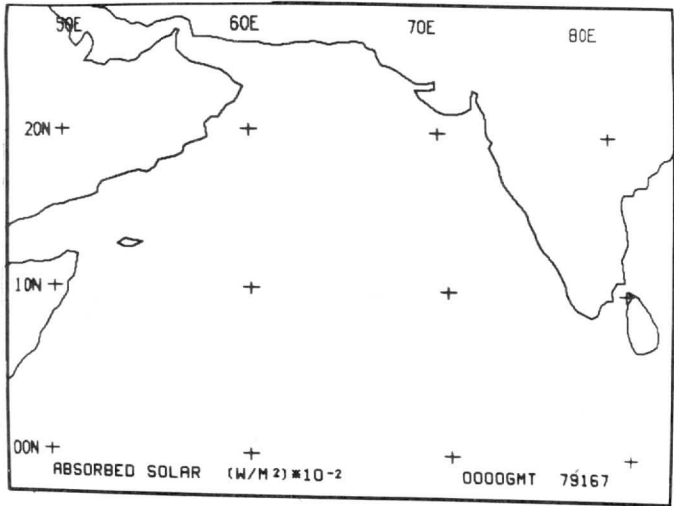 50E 60E 70E 80E
20N
10N
00N
ABSORBED SOLAR (W/M²)*10⁻² 0000GMT 79167